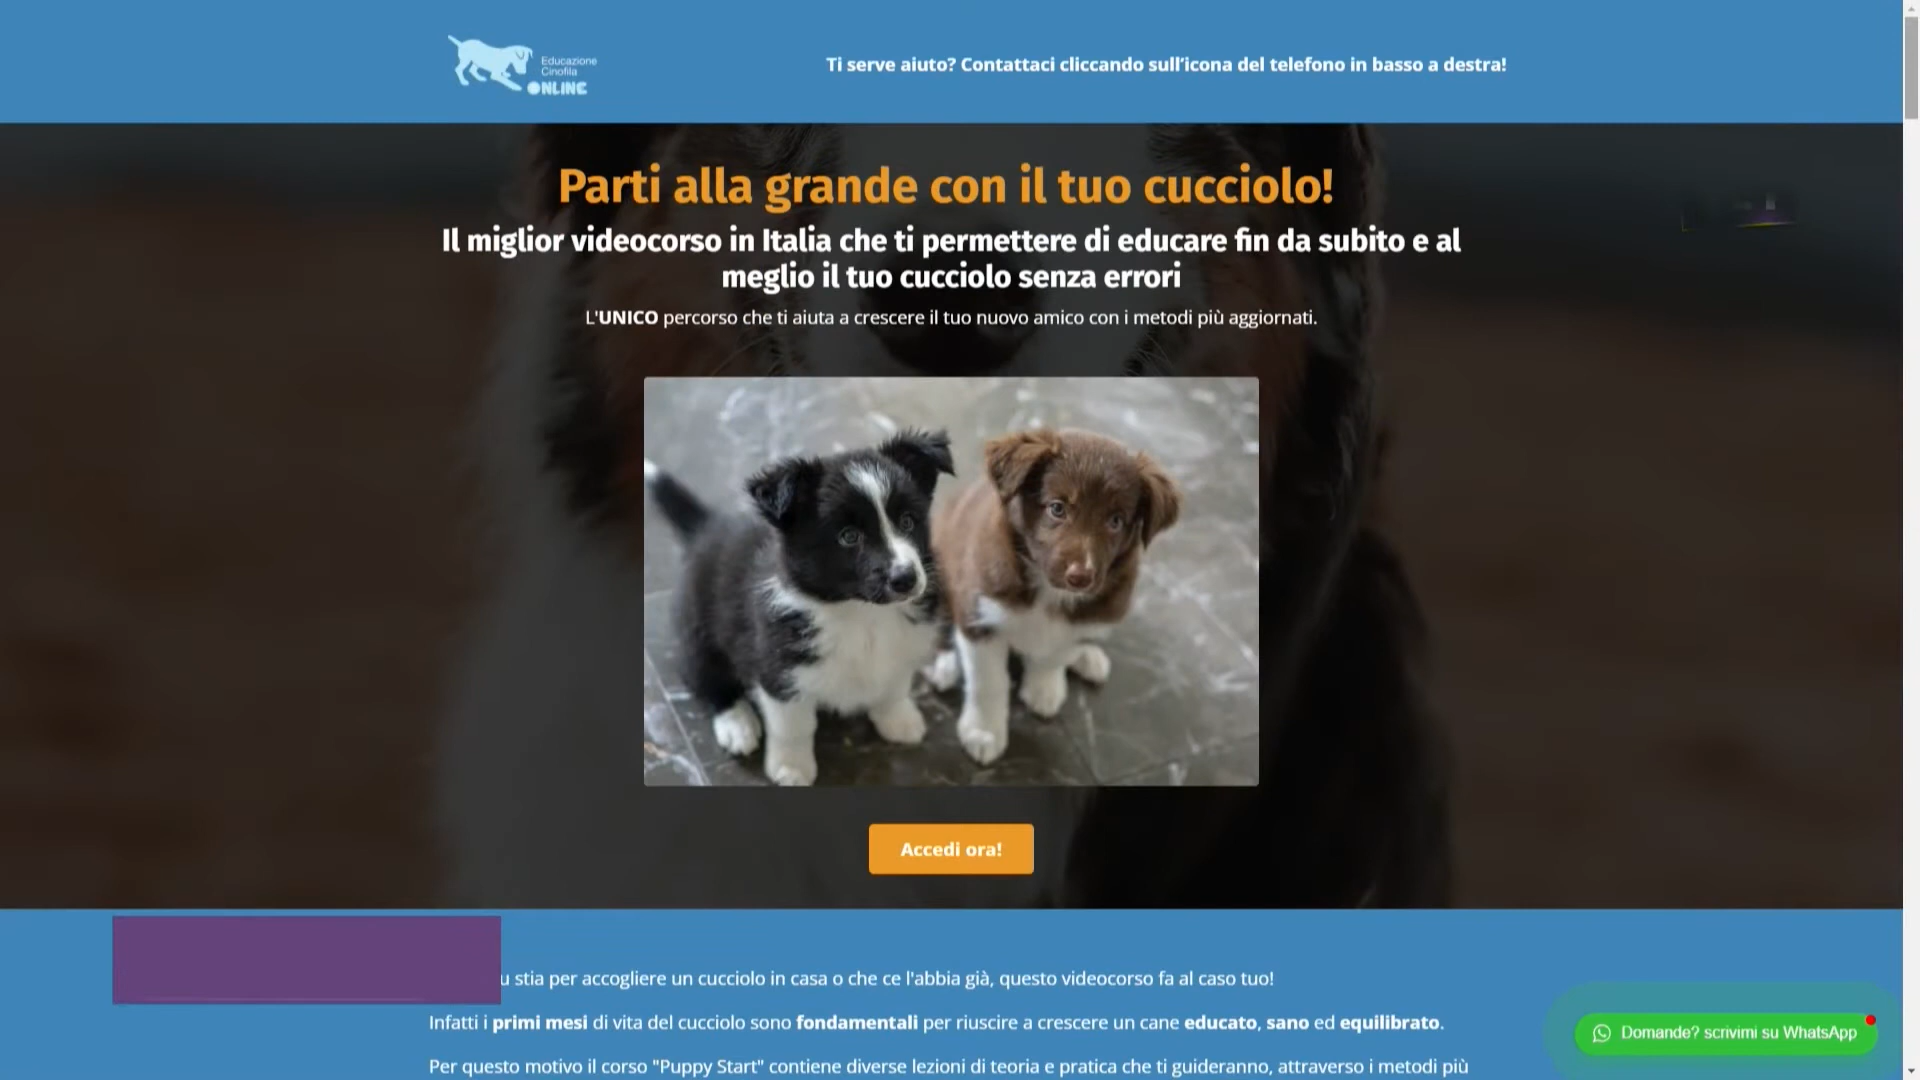 Educazione
Cinofila
ONLINE
Ti serve aiuto? Contattaci cliccando sull'icona del telefono in basso a destra!
Parti alla grande con il tuo cucciolo!
Il miglior videocorso in Italia che ti permettere di educare fin da subito e al
meglio il tuo cucciolo senza errori
L'UNICO percorso che ti aiuta a crescere il tuo nuovo amico con i metodi più aggiornati.
Accedi ora!
stia per accogliere un cucciolo in casa o che ce l'abbia già, questo videocorso fa al caso tuo!
Infatti i primi mesi di vita del cucciolo sono fondamentali per riuscire a crescere un cane educato, sano ed equilibrato.
Per questo motivo il corso "Puppy Start" contiene diverse lezioni di teoria e pratica che ti guideranno, attraverso i metodi più
Domande? scrivimi su WhatsApp